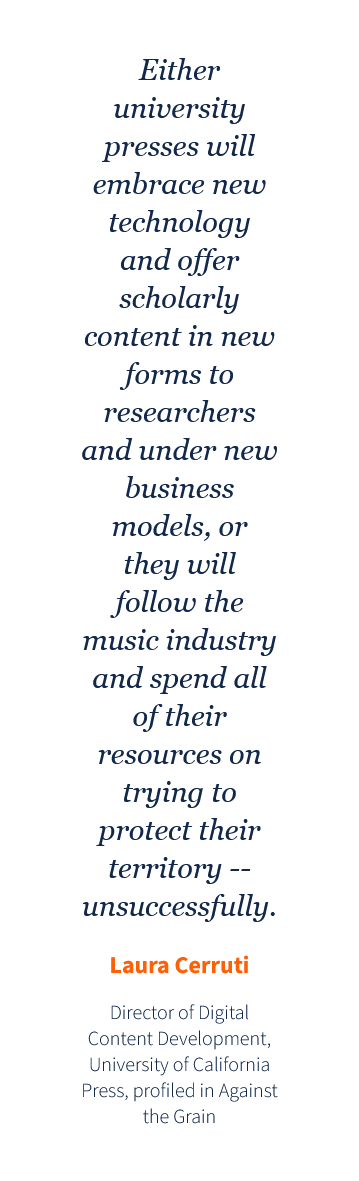 Either
university
presses will
embrace new
technology
and offer
scholarly
content in new
forms to
researchers
and under new
business
models, or
they will
follow the
music industry
and spend all
of their
resources on
trying to
protect their
territory --
unsuccessfully.
Laura Cerruti
Director of Digital
Content Development,
University of California
Press, profiled in Against
the Grain